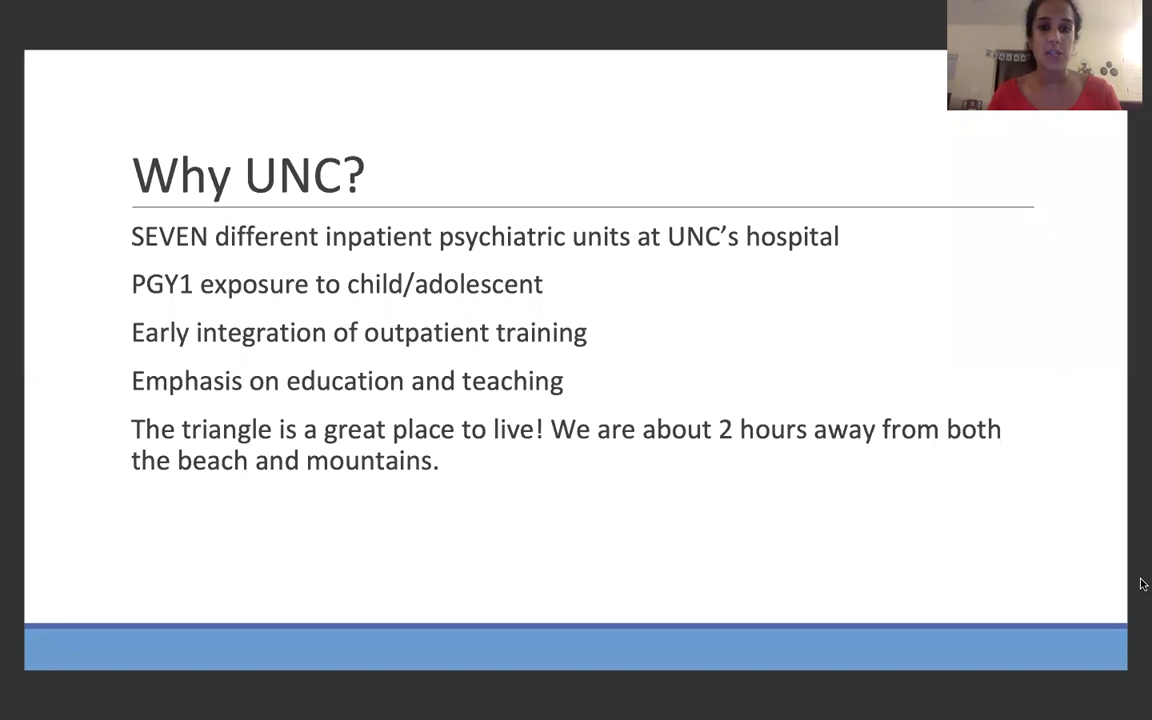 Why UNC?
SEVEN different inpatient psychiatric units at UNC’s hospital
PGY1 exposure to child/adolescent
Early integration of outpatient training
Emphasis on education and teaching
The triangle is a great place to live! We are about 2 hours away from both
the beach and mountains.